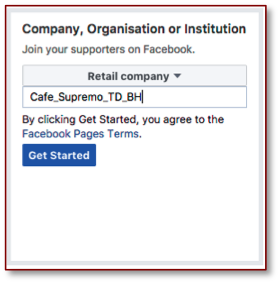 Company, Organisation or Institution
Join your supporters on Facebook.
Retail company
Cafe_Supremo_TD_BH
By clicking Get Started, you agree to the
Facebook Pages Terms.
Get Started